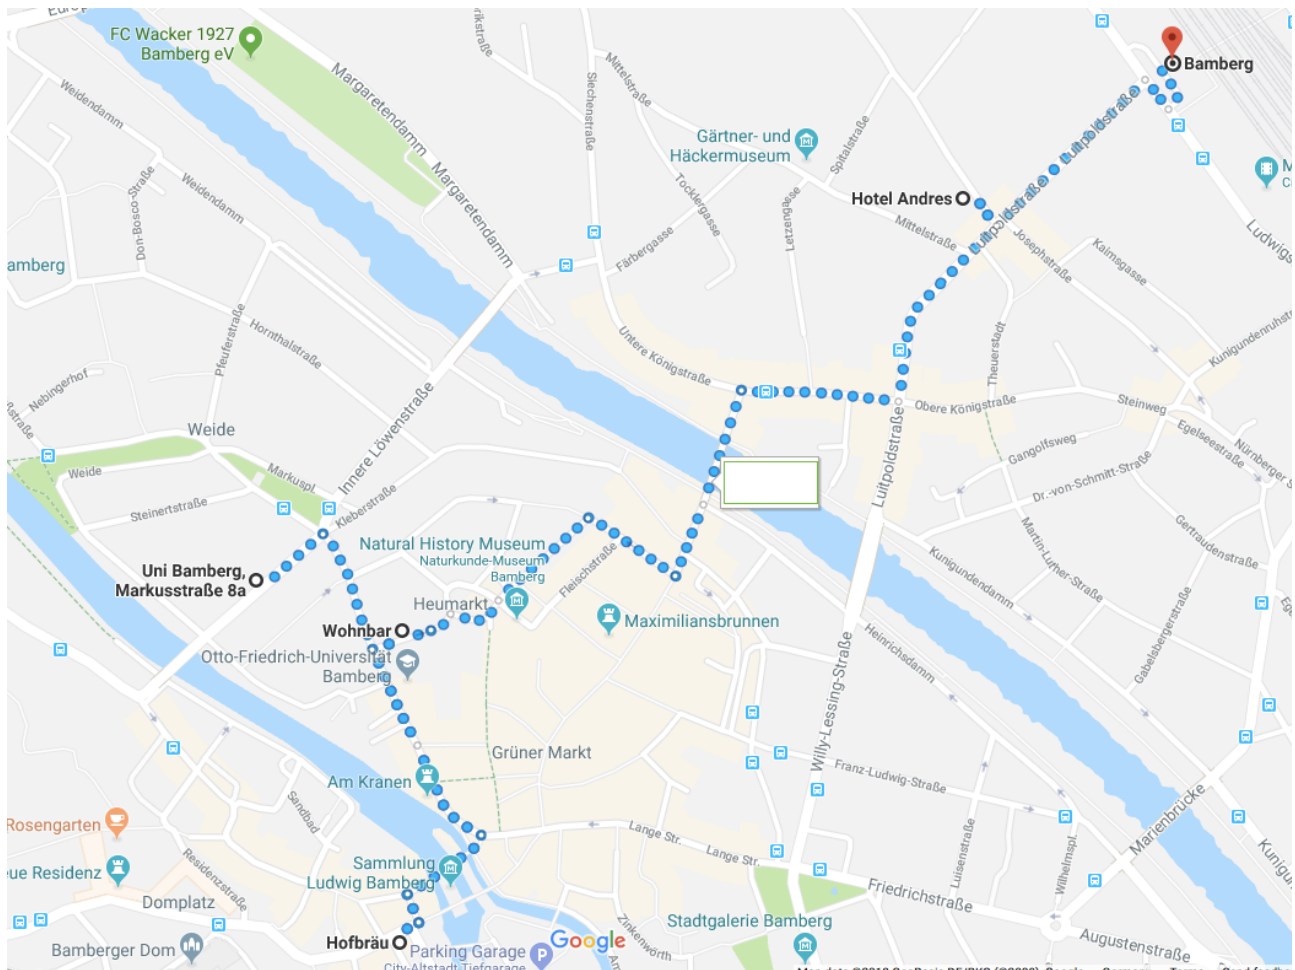 FC Wacker 1927
Bamberg eV
Margaretendamm
Margaretendamm
Siechenstraße
Mittelstraße
Bamberg
Luitpoldstraße
Gärtner- und
Häckermuseum
Spitalstraße
Weidendamm
Weidendamm
Don-Bosco-Straße
Tocklergasse
Letzengasse
Färbergasse
Hotel Andres
Mittelstraße
Luitpoldstraße
Luitpoldstraße
Josephstraße
Kaimsgasse
Ludwigs
amberg
Pfeuferstraße
Hornthalstraße
Untere Königstraße
Theuerstadt
Kunigundenruhstr
Nebingerhof
Obere Königstraße
Steinweg
Egelseestraße
Nürnberger S
Weide
Innere Löwenstraße
Luitpoldstraße
Gangolfsweg
Weide
Markuspl.
Dr.-von-Schmitt-Straße
Steinertstraße
Kleberstraße
Gertraudenstraße
Martin-Luther-Straße
Natural History Museum
Naturkunde-Museum
Bamberg
Fleischstraße
Kunigundendamm
Uni Bamberg,
Markusstraße 8a
Heumarkt
Maximiliansbrunnen
Gabelsbergerstraße
Wohnbar
Heinrichsdamm
Otto-Friedrich-Universität
Bamberg
Willy-Lessing-Straße
Grüner Markt
Franz-Ludwig-Straße
Am Kranen
Marienbrücke
Sandbad
Rosengarten
Lange Str.
Lange Str.
Luisenstraße
Wilhelmspl.
Kunigu
Residenzstraße
Sammlung
Ludwig Bamberg
ue Residenz
Domplatz
Friedrichstraße
Stadtgalerie Bamberg
Zinkenwörth
Augustenstraße
Hofbräu
Bamberger Dom
Parking Garage
City-Altstadt Tiefgarage
Google